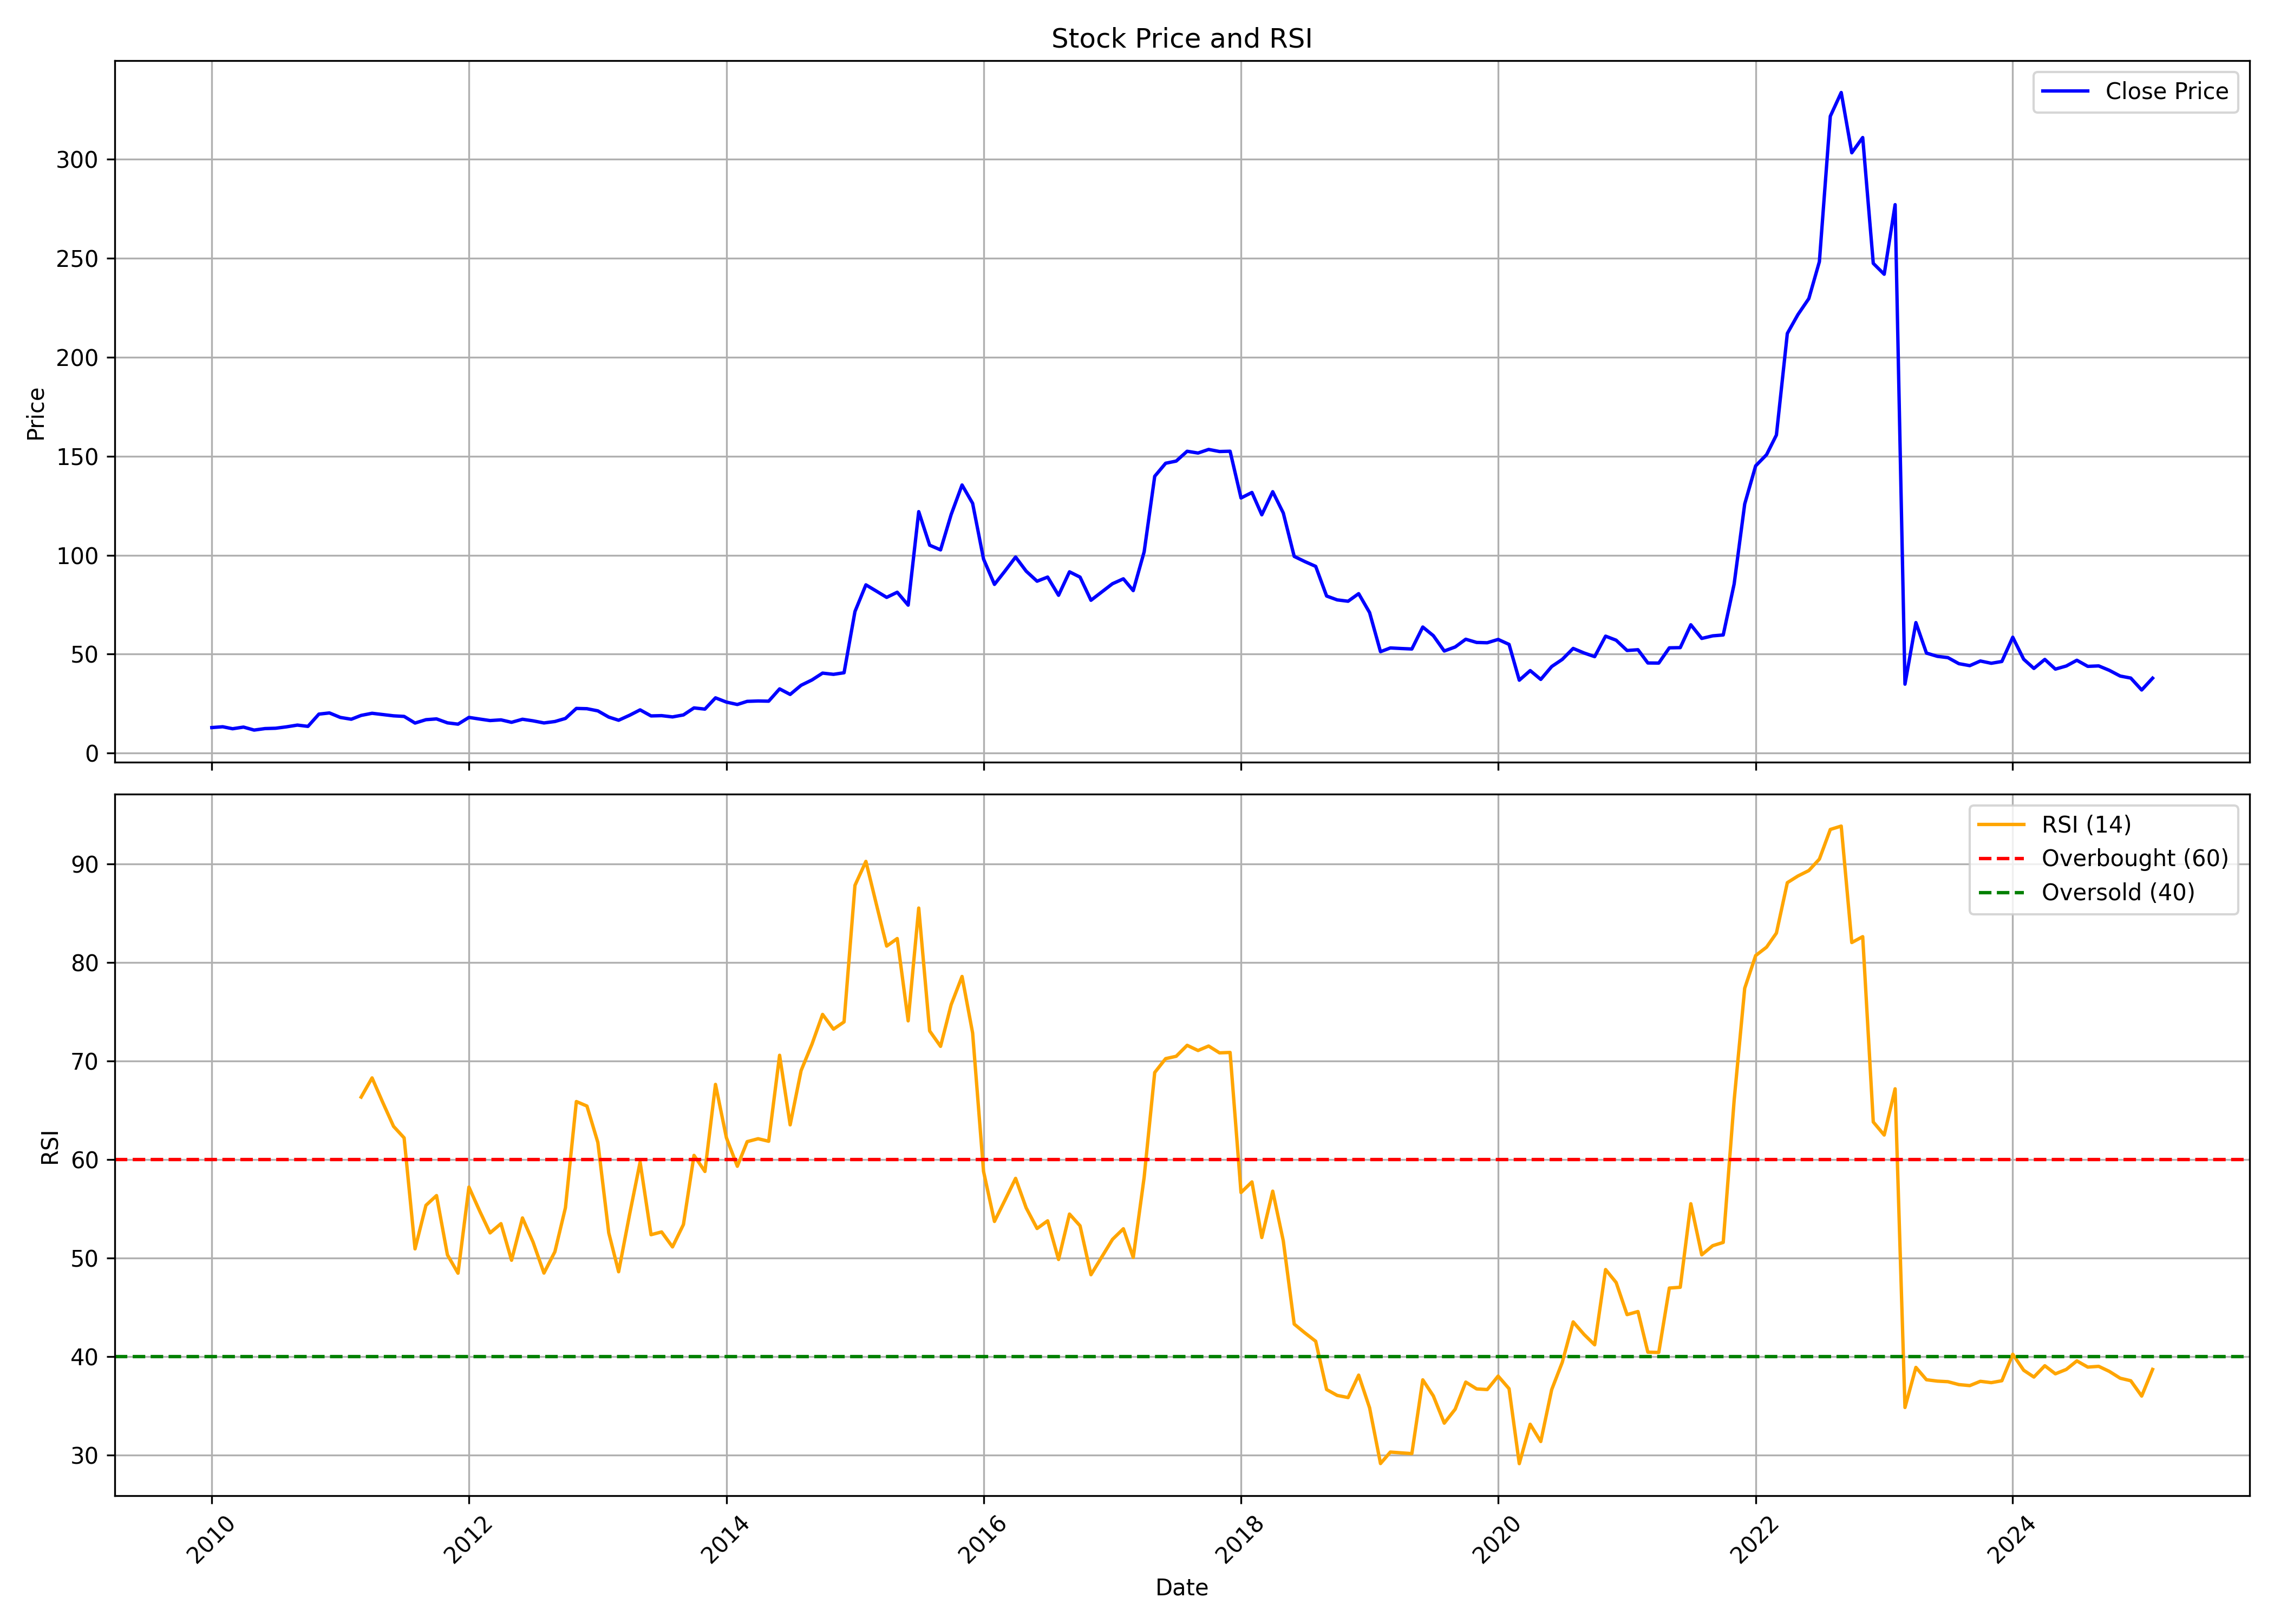 Stock Price and RSI
Close Price
Price
300
250
200
150
100
50
0
RSI (14)
Overbought (60)
Oversold (40)
RSI
90
80
70
60
50
40
30
2010
2012
2014
2016
2018
2020
2022
2024
Date